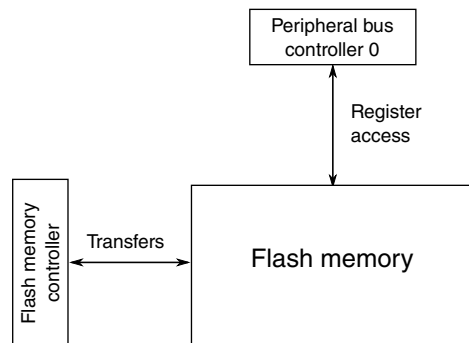 Peripheral bus
controller 0
Register
access
Flash memory
controller
Transfers
Flash memory